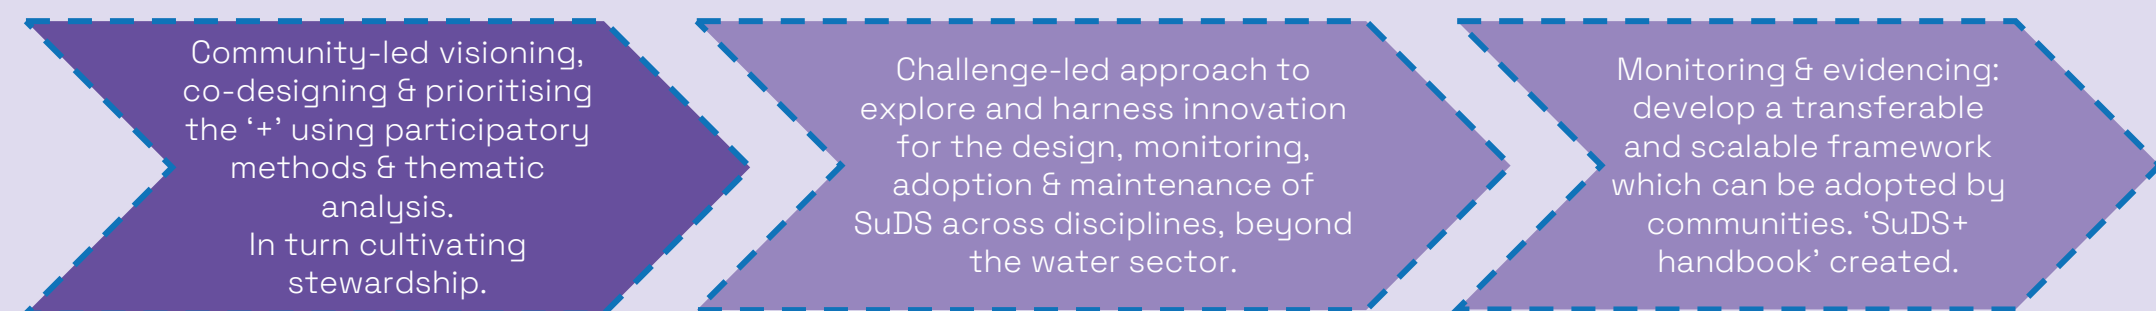 Community-led visioning,
co-designing & prioritising
the ‘+’ using participatory
methods & thematic
analysis.
In turn cultivating
stewardship.
Challenge-led approach to
explore and harness innovation
for the design, monitoring,
adoption & maintenance of
SuDS across disciplines, beyond
the water sector.
Monitoring & evidencing:
develop a transferable
and scalable framework
which can be adopted by
communities. ‘SuDS+
handbook’ created.